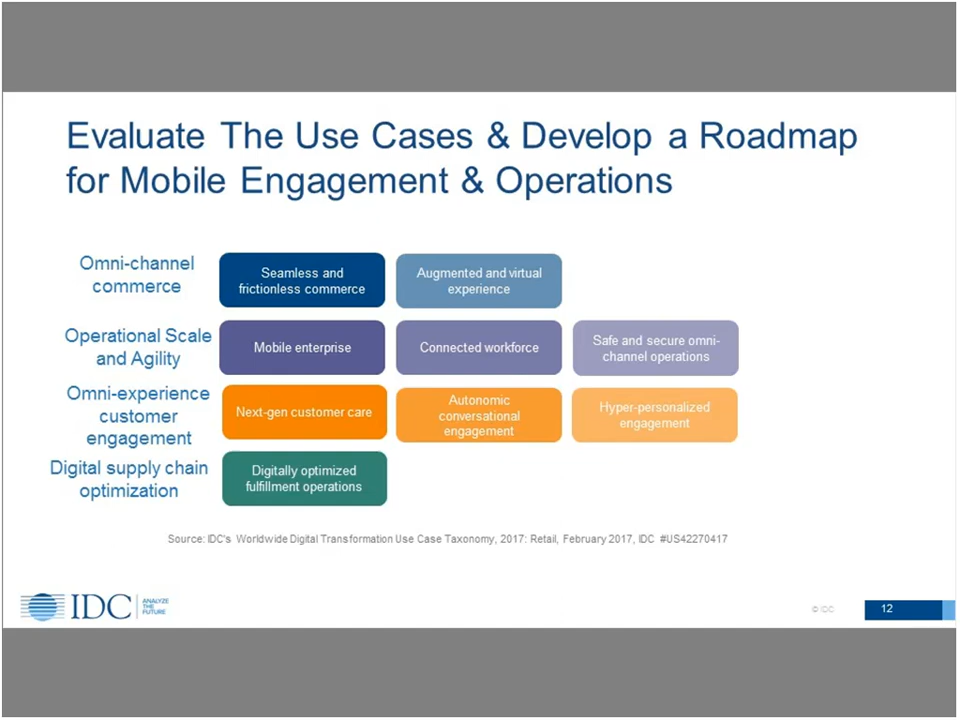 Evaluate The Use Cases & Develop a Roadmap
for Mobile Engagement & Operations
Omni-channel
commerce
Seamless and
frictionless commerce
Augmented and virtual
experience
Operational Scale
and Agility
Mobile enterprise
Connected workforce
Safe and secure omni-
channel operations
Omni-experience
customer
engagement
Next-gen customer care
Autonomic
conversational
engagement
Hyper-personalized
engagement
Digital supply chain
optimization
Digitally optimized
fulfillment operations
Source: IDC's Worldwide Digital Transformation Use Case Taxonomy, 2017: Retail, February 2017, IDC #US42270417
IDC
ANALYZE
THE
FUTURE
© IDC
12